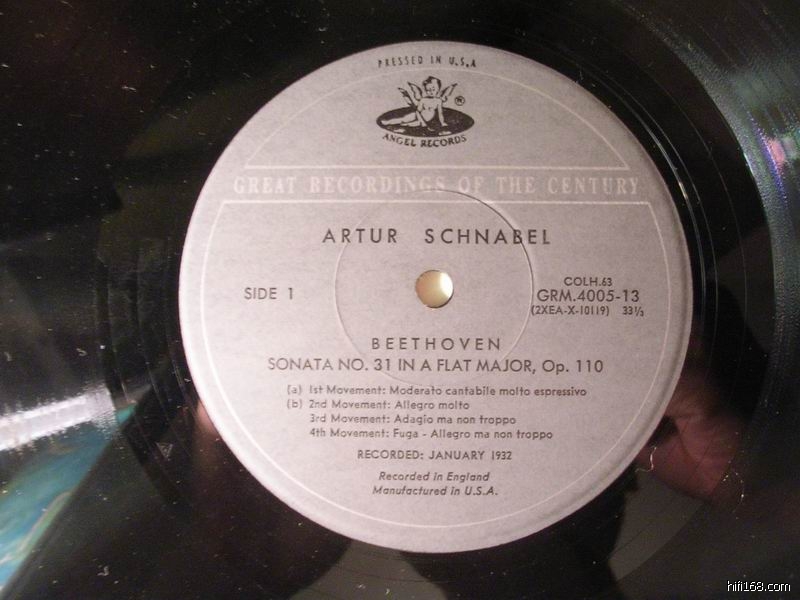 PRESSED IN U.S.A
®
ANGEL RECORDS
GREAT RECORDINGS OF THE CENTURY
ARTUR SCHNABEL
SIDE 1
COLH.63
GRM.4005-13
(2XEA-X-10119) 33⅓
BEETHOVEN
SONATA NO. 31 IN A FLAT MAJOR, Op. 110
(a) 1st Movement: Moderato cantabile molto espressivo
(b) 2nd Movement: Allegro molto
3rd Movement: Adagio ma non troppo
4th Movement: Fuga - Allegro ma non troppo
RECORDED: JANUARY 1932
Recorded in England
Manufactured in U.S.A.
hifi168.com